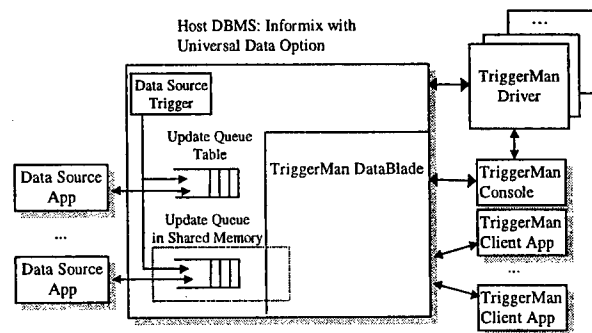 Host DBMS: Informix with
Universal Data Option
...
TriggerMan
Driver
Data Source
Trigger
Update Queue
Table
TriggerMan DataBlade
TriggerMan
Console
Data Source
App
...
Update Queue
in Shared Memory
TriggerMan
Client App
...
Data Source
App
TriggerMan
Client App